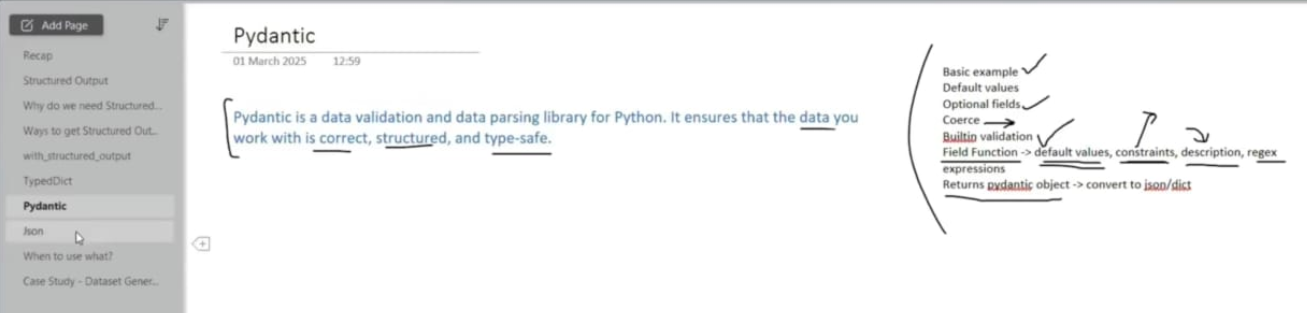 Add Page
Recap
Structured Output
Why do we need Structured...
Ways to get Structured Out...
with_structured_output
TypedDict
Pydantic
Json
When to use what?
Case Study - Dataset Gener...
Pydantic
01 March 2025 12:59
Pydantic is a data validation and data parsing library for Python. It ensures that the data you
work with is correct, structured, and type-safe.
Basic example
Default values
Optional fields
Coerce
Builtin validation
Field Function -> default values, constraints, description, regex
expressions
Returns pydantic object -> convert to json/dict